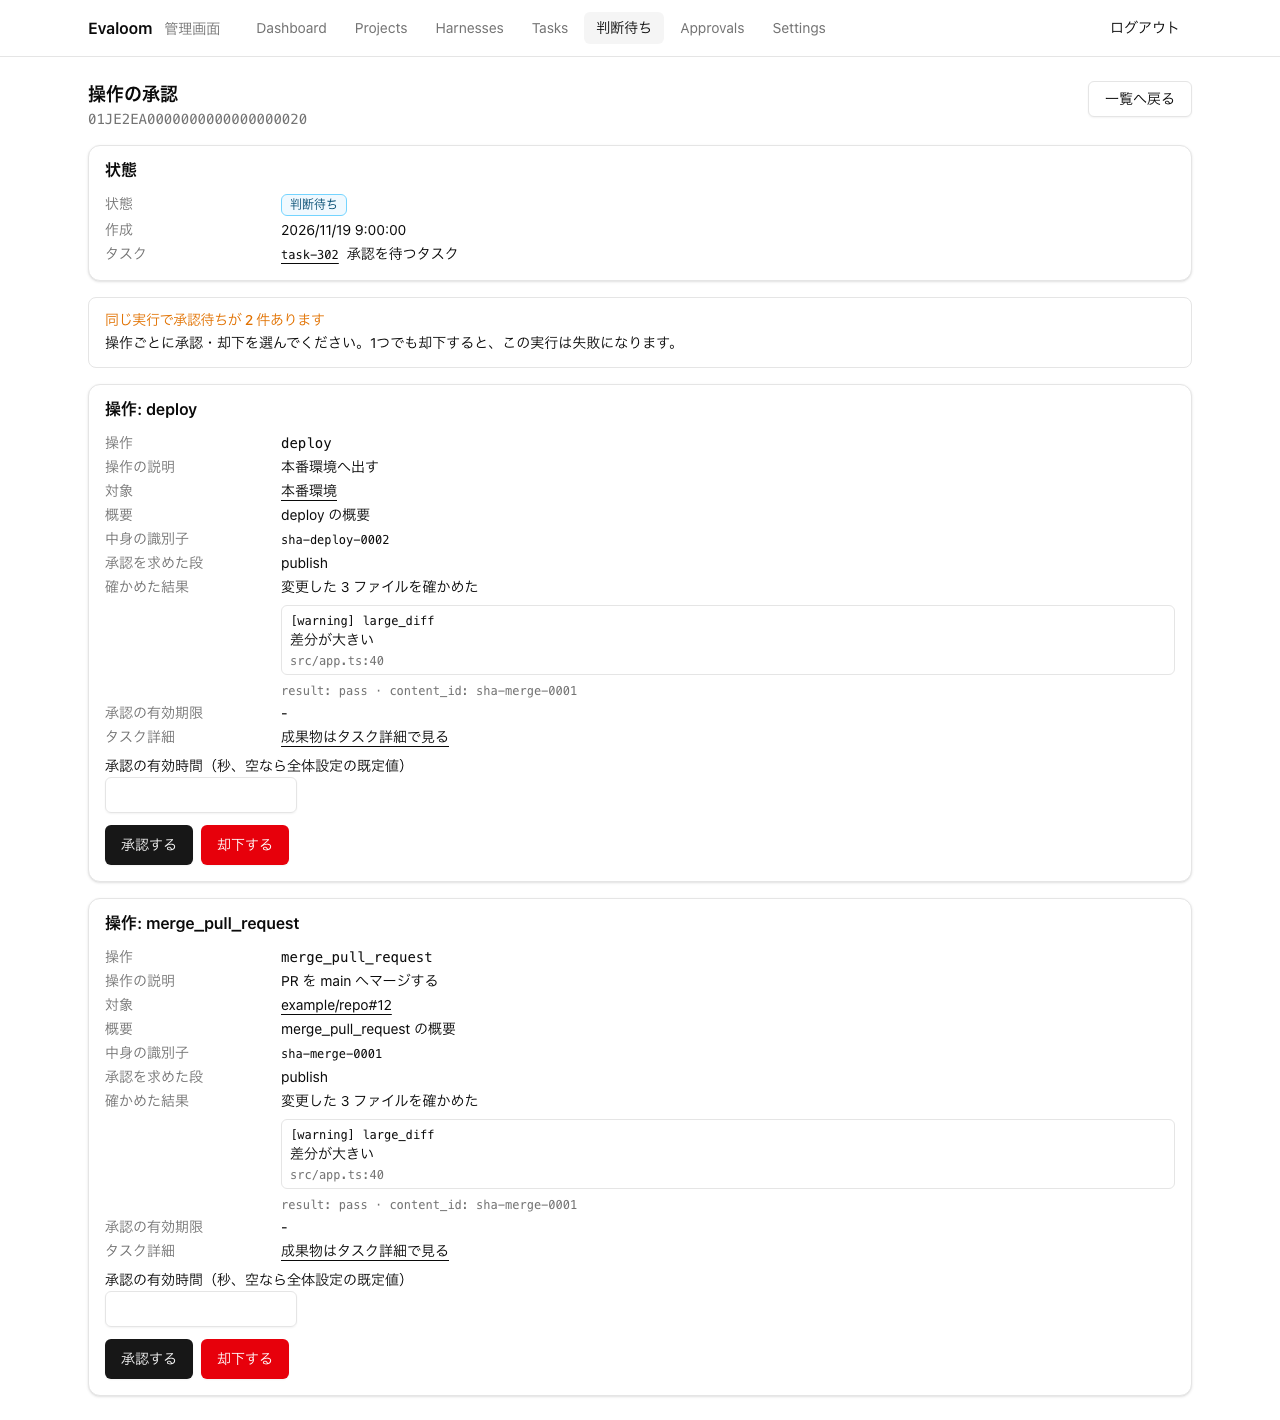 Evaloom 管理画面 Dashboard Projects Harnesses Tasks 判断待ち Approvals Settings ログアウト
操作の承認
一覧へ戻る
01JE2EA0000000000000000020
状態
状態 判断待ち
作成 2026/11/19 9:00:00
タスク task-302 承認を待つタスク
同じ実行で承認待ちが 2 件あります
操作ごとに承認・却下を選んでください。1つでも却下すると、この実行は失敗になります。
操作: deploy
操作 deploy
操作の説明 本番環境へ出す
対象 本番環境
概要 deploy の概要
中身の識別子 sha-deploy-0002
承認を求めた段 publish
確かめた結果 変更した 3 ファイルを確かめた
[warning] large_diff
差分が大きい
src/app.ts:40
result: pass · content_id: sha-merge-0001
承認の有効期限 -
タスク詳細 成果物はタスク詳細で見る
承認の有効時間（秒、空なら全体設定の既定値）
承認する 却下する
操作: merge_pull_request
操作 merge_pull_request
操作の説明 PR を main へマージする
対象 example/repo#12
概要 merge_pull_request の概要
中身の識別子 sha-merge-0001
承認を求めた段 publish
確かめた結果 変更した 3 ファイルを確かめた
[warning] large_diff
差分が大きい
src/app.ts:40
result: pass · content_id: sha-merge-0001
承認の有効期限 -
タスク詳細 成果物はタスク詳細で見る
承認の有効時間（秒、空なら全体設定の既定値）
承認する 却下する